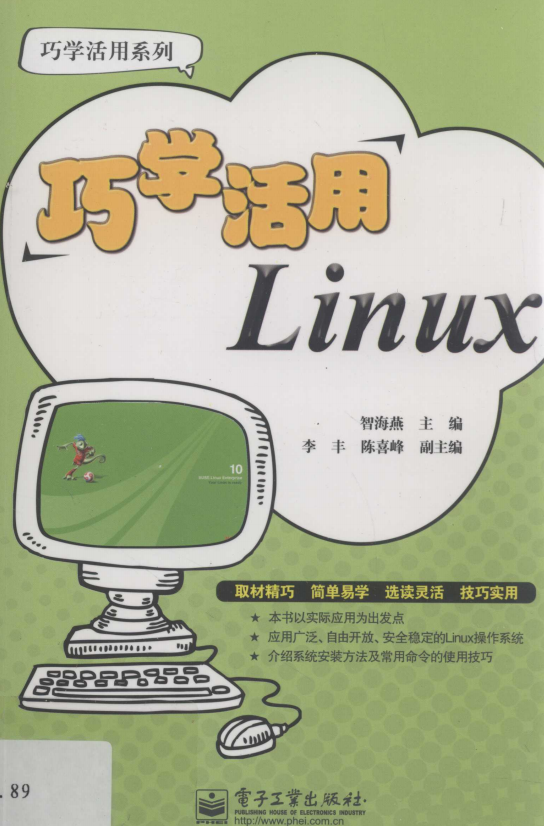 巧学活用系列
巧学活用
Linux
智海燕 主编
李丰 陈喜峰 副主编
10
取材精巧 简单易学 选读灵活 技巧实用
★ 本书以实际应用为出发点
★ 应用广泛、自由开放、安全稳定的Linux操作系统
★ 介绍系统安装方法及常用命令的使用技巧
. 89
電子工業出版社·
PUBLISHING HOUSE OF ELECTRONICS INDUSTRY
http://www.phei.com.cn